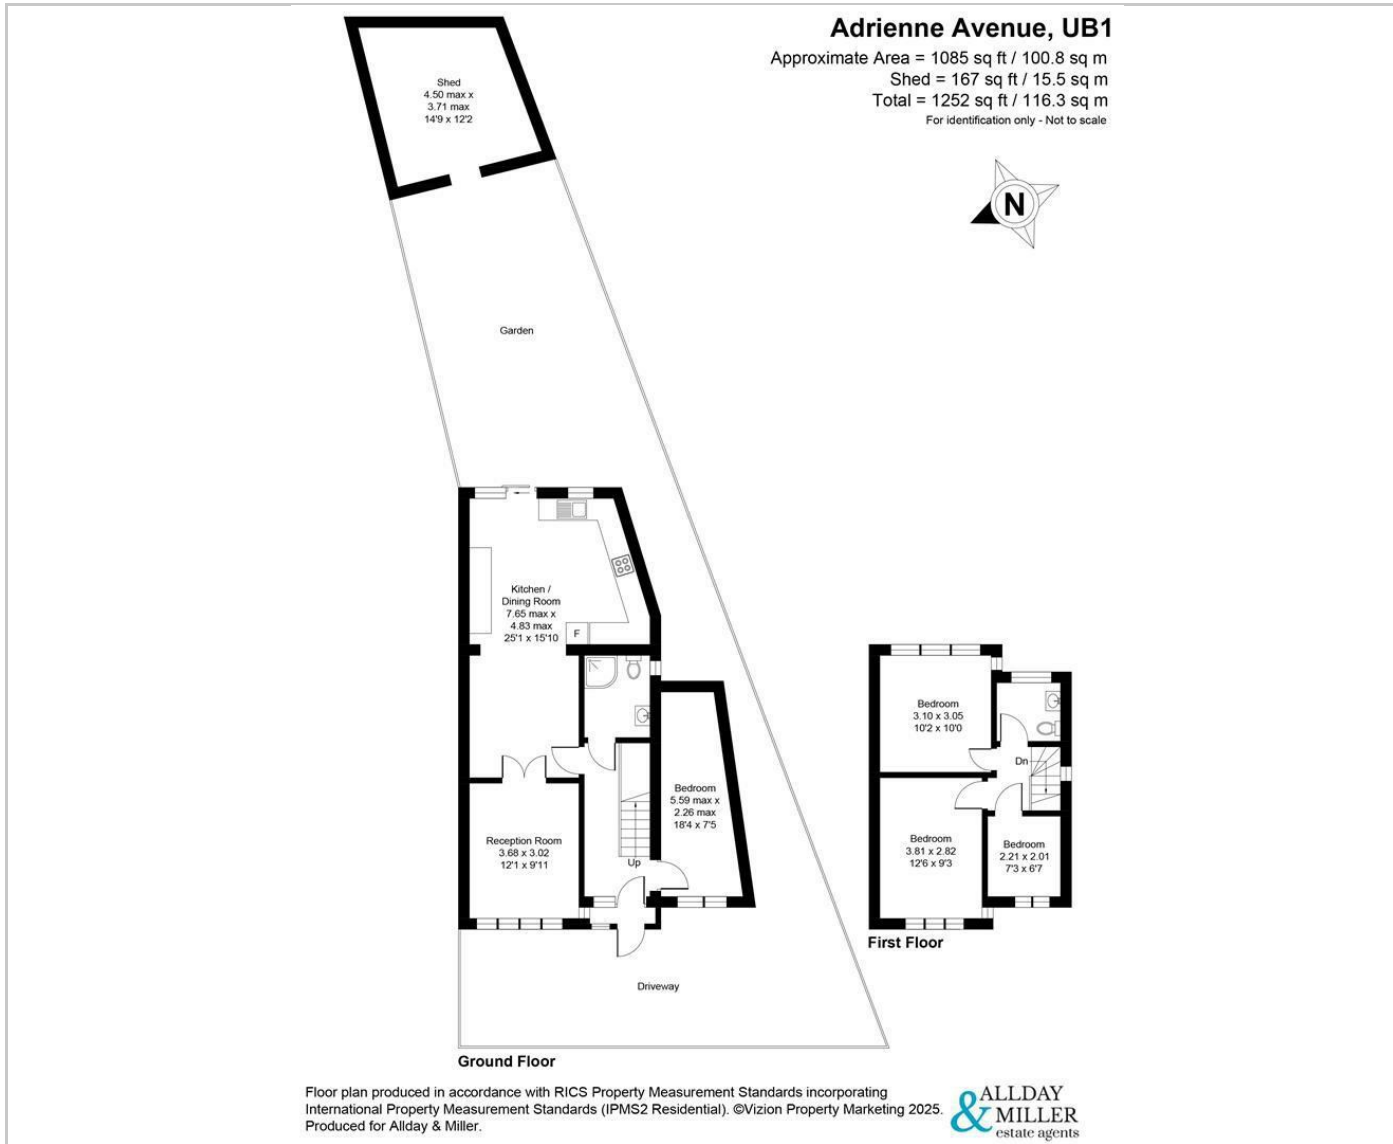 Adrienne Avenue, UB1
Approximate Area = 1085 sq ft / 100.8 sq m
Shed = 167 sq ft / 15.5 sq m
Total = 1252 sq ft / 116.3 sq m
For identification only - Not to scale
N
Shed
4.50 max x
3.71 max
14'9 x 12'2
Garden
Kitchen /
Dining Room
7.65 max x
4.83 max
25'1 x 15'10
F
Bedroom
5.59 max x
2.26 max
18'4 x 7'5
Reception Room
3.68 x 3.02
12'1 x 9'11
Up
Driveway
Ground Floor
Bedroom
3.10 x 3.05
10'2 x 10'0
Dn
Bedroom
3.81 x 2.82
12'6 x 9'3
Bedroom
2.21 x 2.01
7'3 x 6'7
First Floor
Floor plan produced in accordance with RICS Property Measurement Standards incorporating
International Property Measurement Standards (IPMS2 Residential). ©Vizion Property Marketing 2025.
Produced for Allday & Miller.
ALLDAY
& MILLER
estate agents